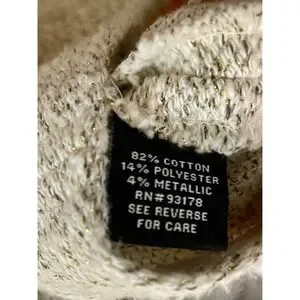 82% COTTON
14% POLYESTER
4% METALLIC
RN#93178
SEE REVERSE
FOR CARE